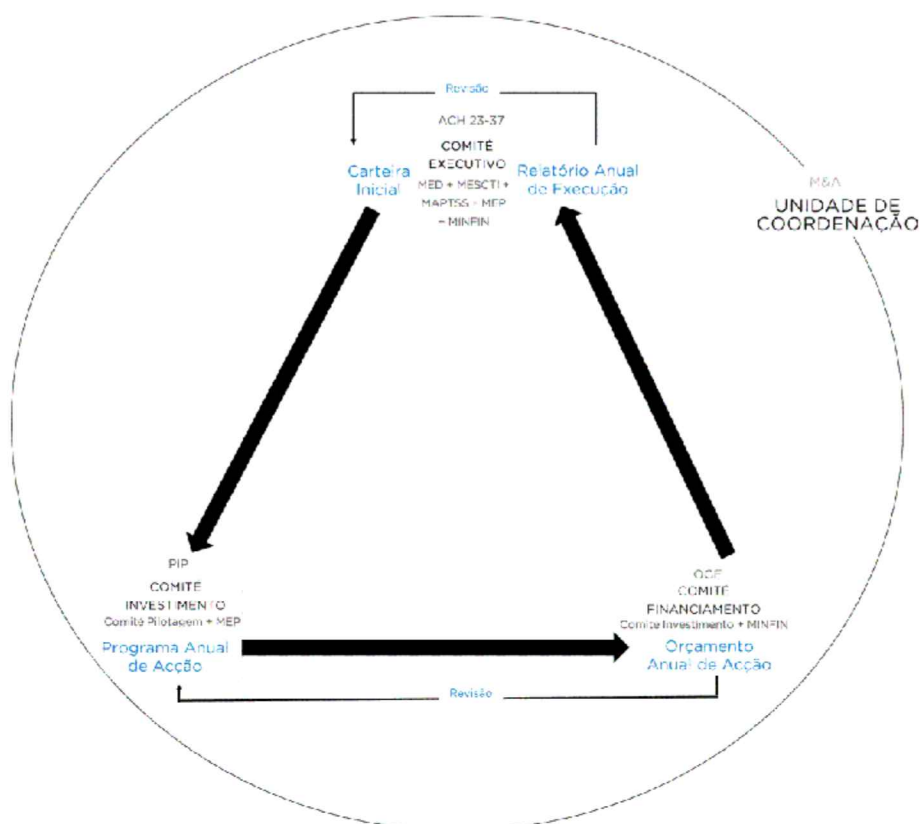 Revisão
ACH 23-37
COMITÉ
EXECUTIVO
MED + MESCTI +
MAPTSS + MEP
+ MINFIN
Carteira
Inicial
Relatório Anual
de Execução
M&A
UNIDADE DE
COORDENAÇÃO
PIP
COMITÉ
INVESTIMENTO
Comité Pilotagem + MEP
Programa Anual
de Acção
OGE
COMITÉ
FINANCIAMENTO
Comité Investimento + MINFIN
Orçamento
Anual de Acção
Revisão